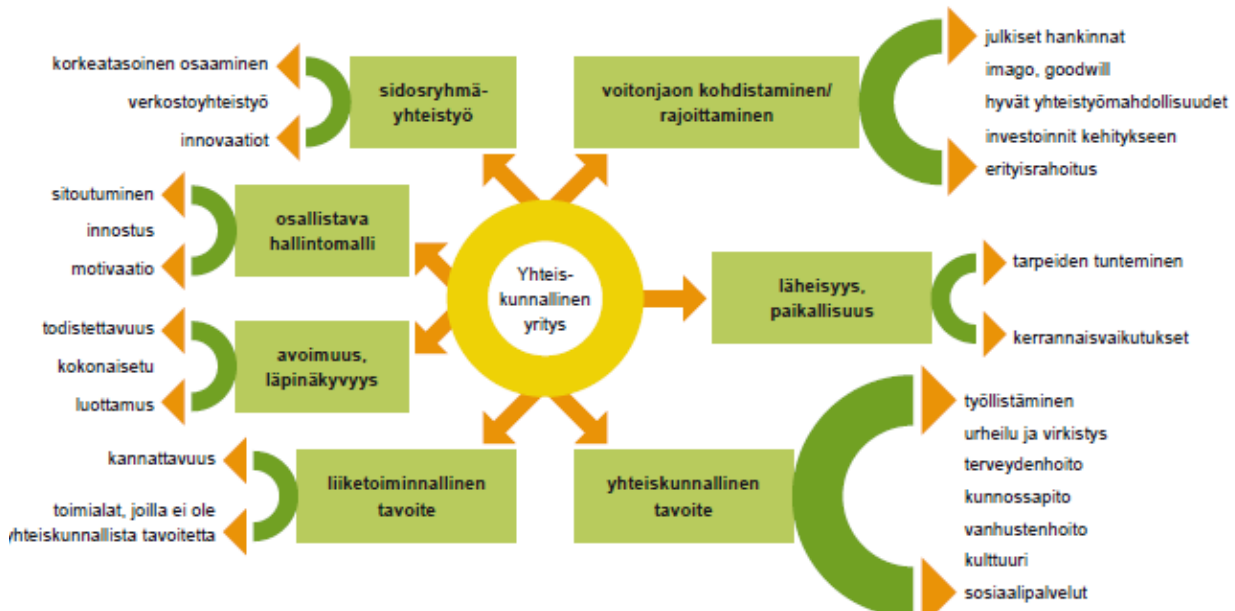 korkeatasoinen osaaminen
verkostoyhteistyö
innovaatiot
sidosryhmä-
yhteistyö
voitonjaon kohdistaminen/
rajoittaminen
julkiset hankinnat
imago, goodwill
hyvät yhteistyömahdollisuudet
investoinnit kehitykseen
erityisrahoitus
sitoutuminen
innostus
motivaatio
osallistava
hallintomalli
Yhteis-
kunnallinen
yritys
läheisyys,
paikallisuus
tarpeiden tunteminen
kerrannaisvaikutukset
todistettavuus
kokonaisetu
luottamus
avoimuus,
läpinäkyvyys
kannattavuus
toimialat, joilla ei ole
yhteiskunnallista tavoitetta
liiketoiminnallinen
tavoite
yhteiskunnallinen
tavoite
työllistäminen
urheilu ja virkistys
terveydenhoito
kunnossapito
vanhustenhoito
kulttuuri
sosiaalipalvelut